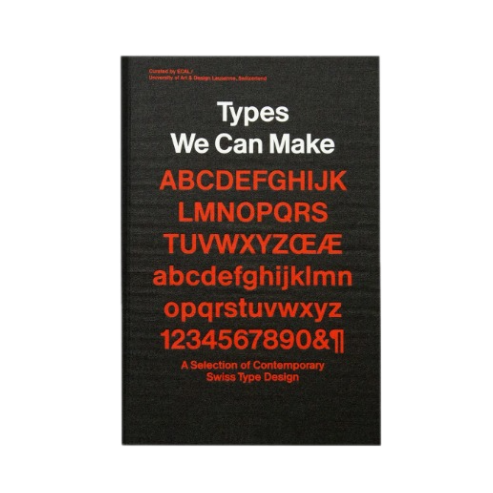 Curated by ECAL/
University of Art & Design Lausanne, Switzerland
Types
We Can Make
ABCDEFGHIJK
LMNOPQRS
TUVWXYZŒÆ
abcdefghijklmn
opqrstuvwxyz
1234567890&¶
A Selection of Contemporary
Swiss Type Design